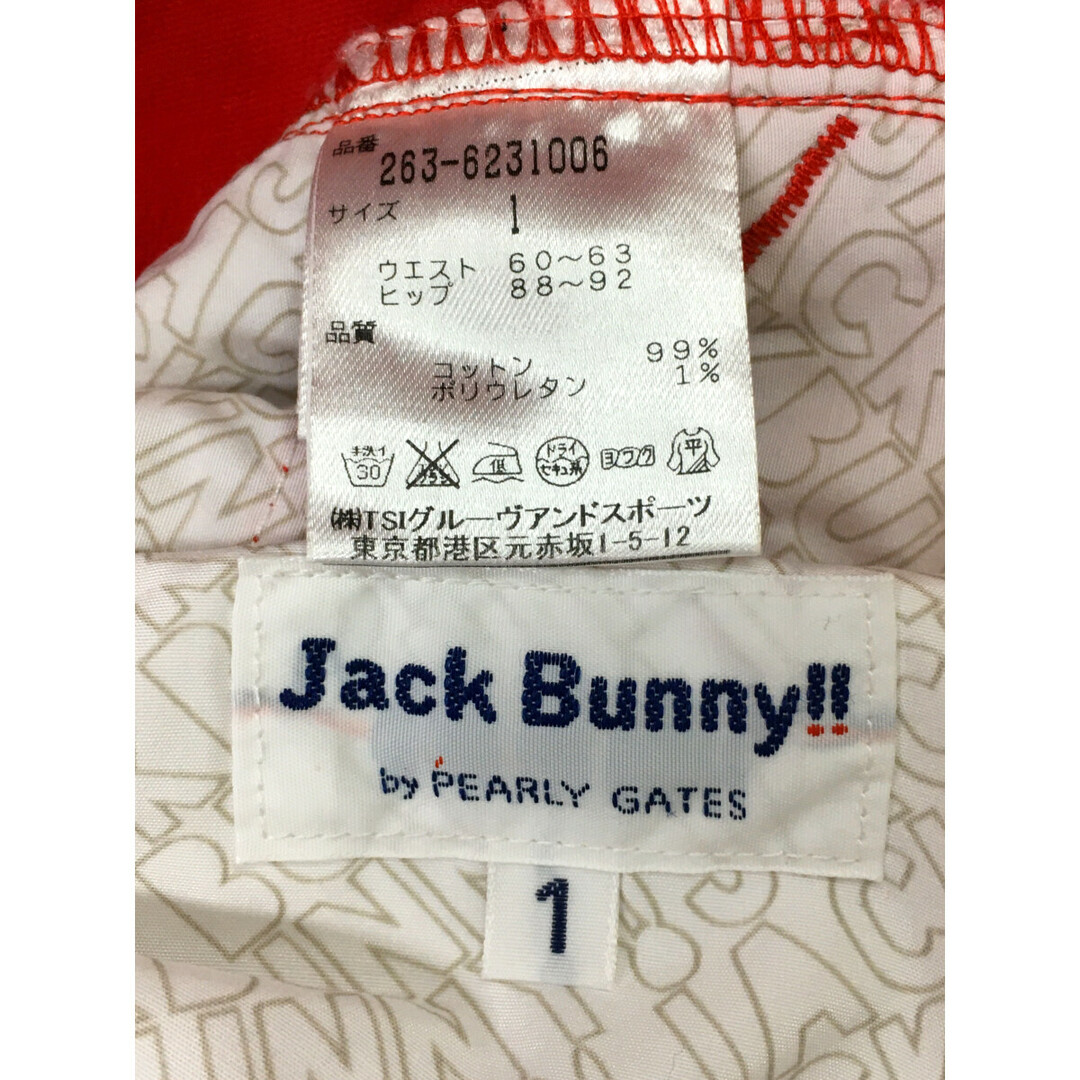 品番
263-6231006
サイズ 1
ウエスト 60～63
ヒップ 88～92
品質
コットン 99%
ポリウレタン 1%
手洗イ 30 エンソ 低 ドライ セキユ系 ヨワク 平
(株)TSIグルーヴアンドスポーツ
東京都港区元赤坂1-5-12
Jack Bunny!!
by PEARLY GATES
1